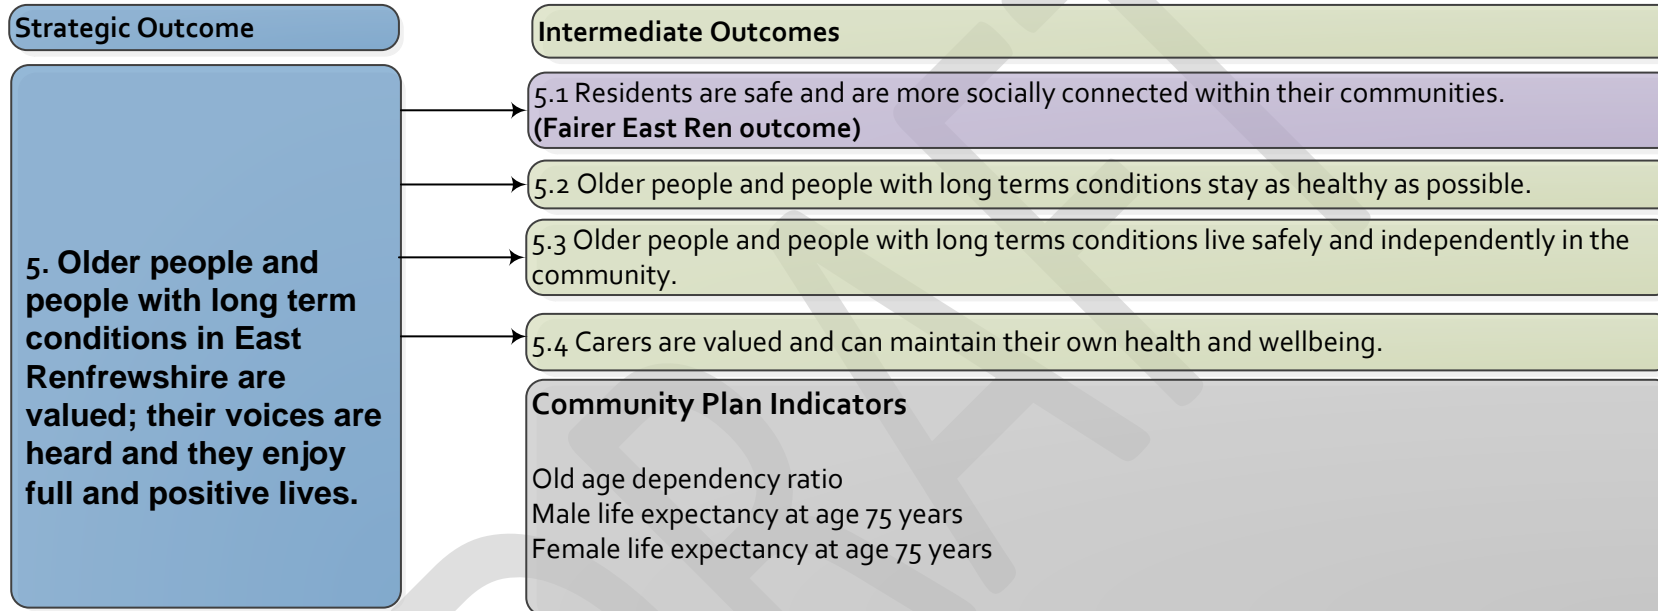 Strategic Outcome
5. Older people and
people with long term
conditions in East
Renfrewshire are
valued; their voices are
heard and they enjoy
full and positive lives.
Intermediate Outcomes
5.1 Residents are safe and are more socially connected within their communities.
(Fairer East Ren outcome)
5.2 Older people and people with long terms conditions stay as healthy as possible.
5.3 Older people and people with long terms conditions live safely and independently in the
community.
5.4 Carers are valued and can maintain their own health and wellbeing.
Community Plan Indicators
Old age dependency ratio
Male life expectancy at age 75 years
Female life expectancy at age 75 years
DRAFT